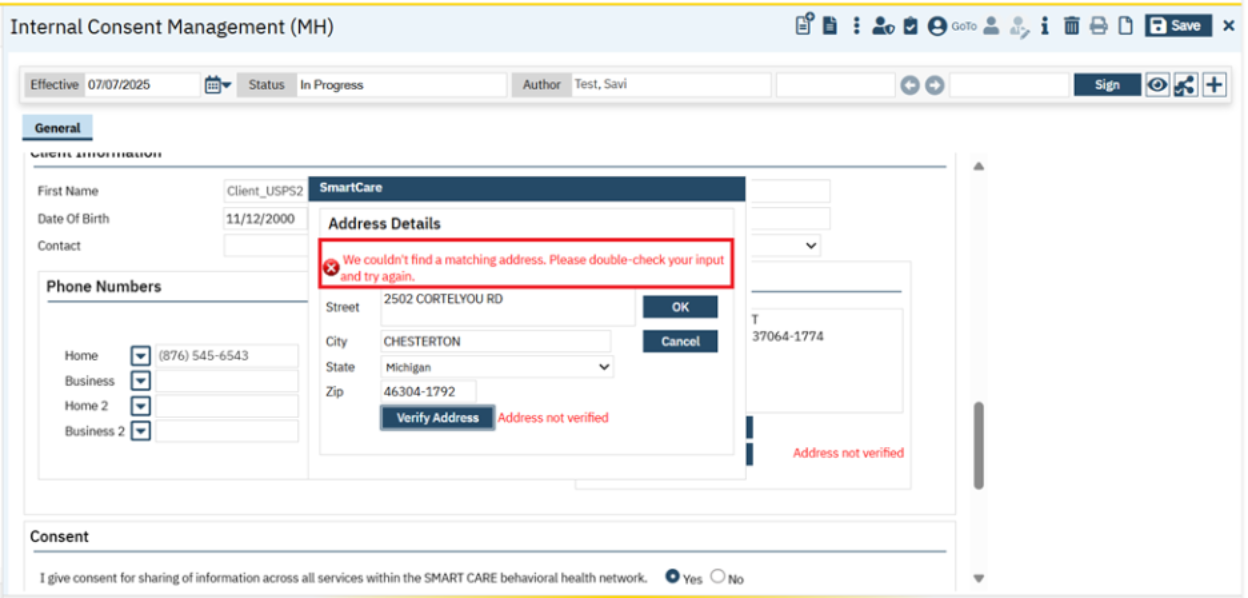 Internal Consent Management (MH)
GoTo
Save
Effective 07/07/2025 Status In Progress Author Test, Savi Sign
General
Client Information
First Name Client_USPS2
Date Of Birth 11/12/2000
Contact
Phone Numbers
Home (876) 545-6543
Business
Home 2
Business 2
SmartCare
Address Details
We couldn't find a matching address. Please double-check your input
and try again.
Street 2502 CORTELYOU RD OK
City CHESTERTON Cancel
State Michigan
Zip 46304-1792
Verify Address Address not verified
T
37064-1774
Address not verified
Consent
I give consent for sharing of information across all services within the SMART CARE behavioral health network. Yes No